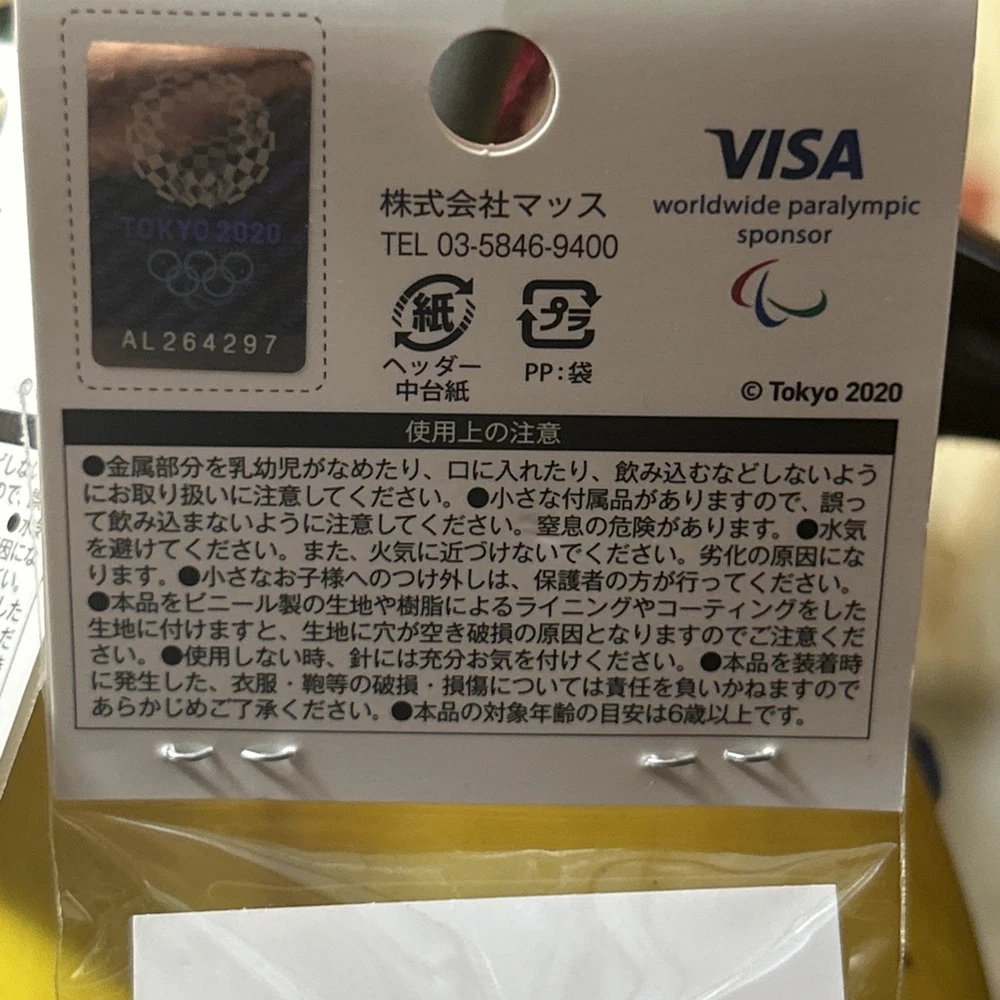 TOKYO 2020
AL264297
株式会社マッス
TEL 03-5846-9400
紙
ヘッダー
中台紙
プラ
PP:袋
VISA
worldwide paralympic
sponsor
© Tokyo 2020
使用上の注意
●金属部分を乳幼児がなめたり、口に入れたり、飲み込むなどしないよう
にお取り扱いに注意してください。●小さな付属品がありますので、誤っ
て飲み込まないように注意してください。窒息の危険があります。●水気
を避けてください。また、火気に近づけないでください。劣化の原因にな
ります。●小さなお子様へのつけ外しは、保護者の方が行ってください。
●本品をビニール製の生地や樹脂によるライニングやコーティングをした
生地に付けますと、生地に穴が空き破損の原因となりますのでご注意くだ
さい。●使用しない時、針には充分お気を付けください。●本品を装着時
に発生した、衣服・鞄等の破損・損傷については責任を負いかねますので
あらかじめご了承ください。●本品の対象年齢の目安は6歳以上です。